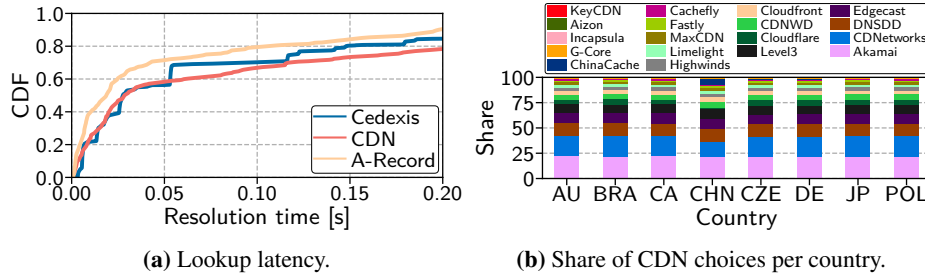 1.0
0.8
0.6
0.4
0.2
0.0
CDF
0.00 0.05 0.10 0.15 0.20
Resolution time [s]
Cedexis
CDN
A-Record
(a) Lookup latency.
KeyCDN Cachefly Cloudfront Edgecast
Aizon Fastly CDNWD DNSDD
Incapsula MaxCDN Cloudflare CDNetworks
G-Core Limelight Level3 Akamai
ChinaCache Highwinds
100
75
50
25
Share
AU BRA CA CHN CZE DE JP POL
Country
(b) Share of CDN choices per country.